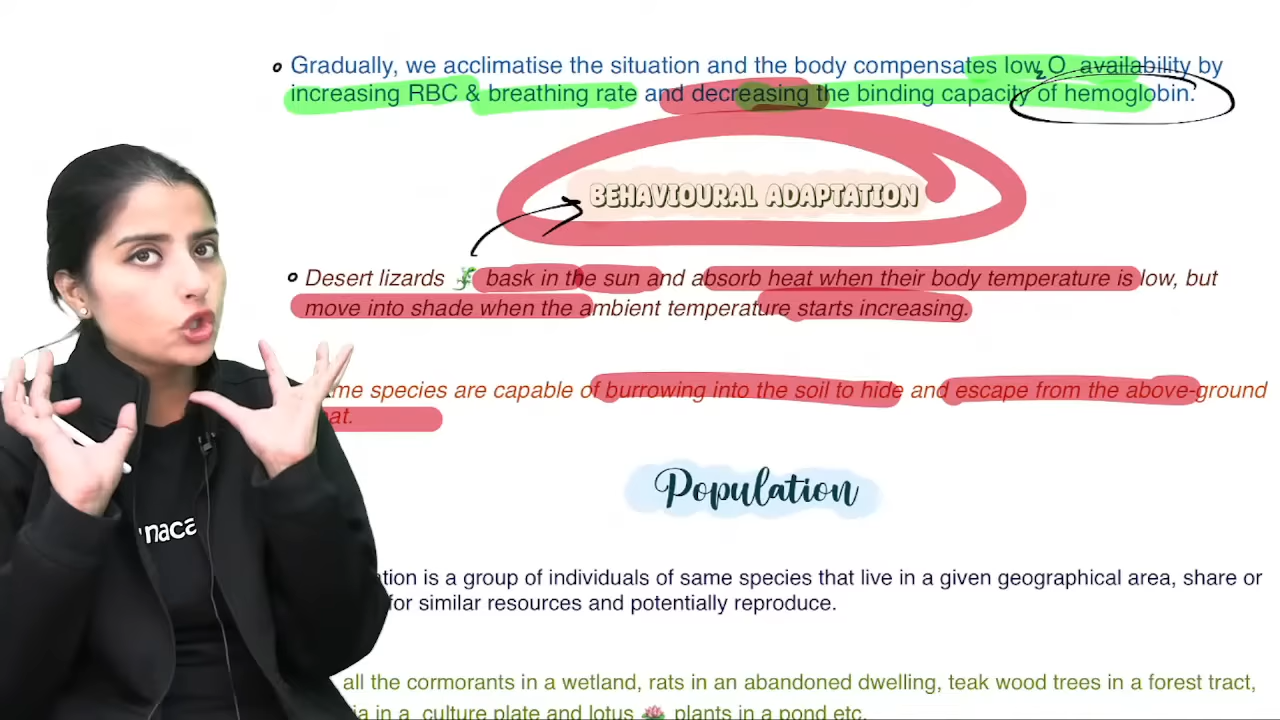 Gradually, we acclimatise the situation and the body compensates low O2 availability by
increasing RBC & breathing rate and decreasing the binding capacity of hemoglobin.
BEHAVIOURAL ADAPTATION
Desert lizards 🦎 bask in the sun and absorb heat when their body temperature is low, but
move into shade when the ambient temperature starts increasing.
species are capable of burrowing into the soil to hide and escape from the above-ground
Population
is a group of individuals of same species that live in a given geographical area, share or
for similar resources and potentially reproduce.
all the cormorants in a wetland, rats in an abandoned dwelling, teak wood trees in a forest tract,
in a culture plate and lotus 🪷 plants in a pond etc.